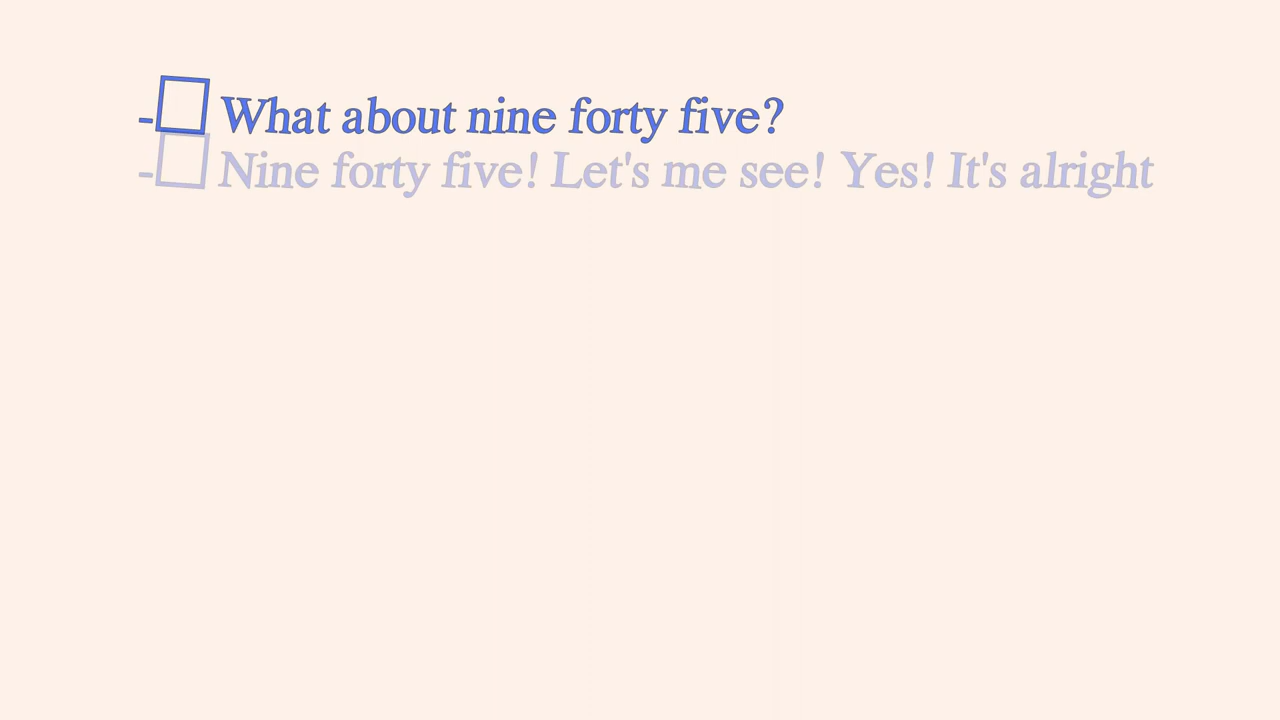 -□ What about nine forty five?
-□ Nine forty five! Let's me see! Yes! It's alright